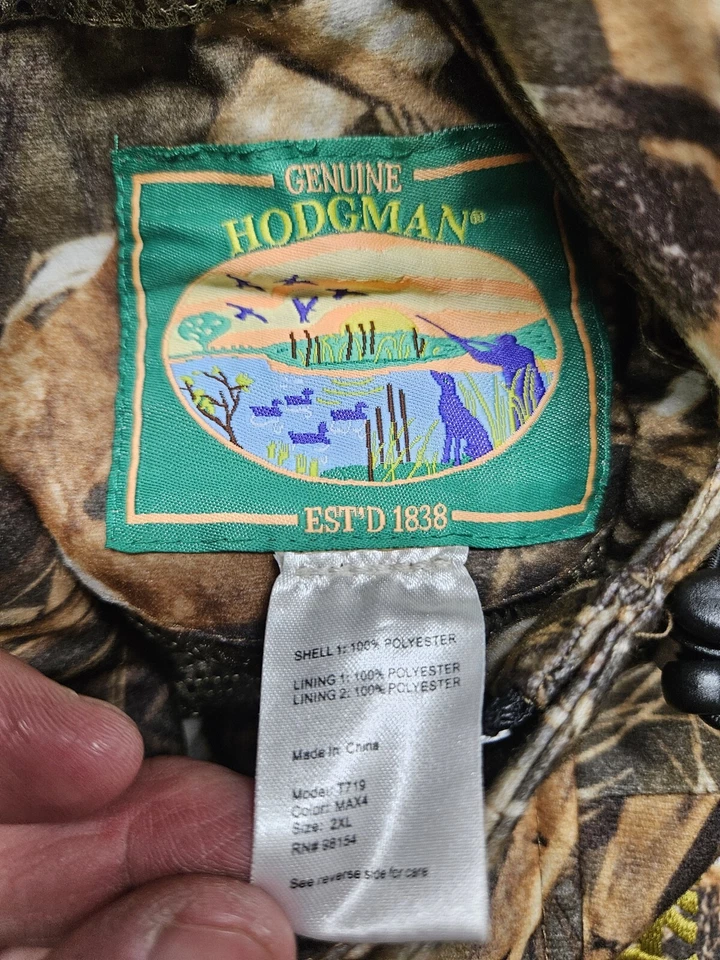 GENUINE
HODGMAN®
EST'D 1838
SHELL 1: 100% POLYESTER
LINING 1: 100% POLYESTER
LINING 2: 100% POLYESTER
Made in China
Model: T719
Color: MAX4
Size: 2XL
RN# 98154
See reverse side for care